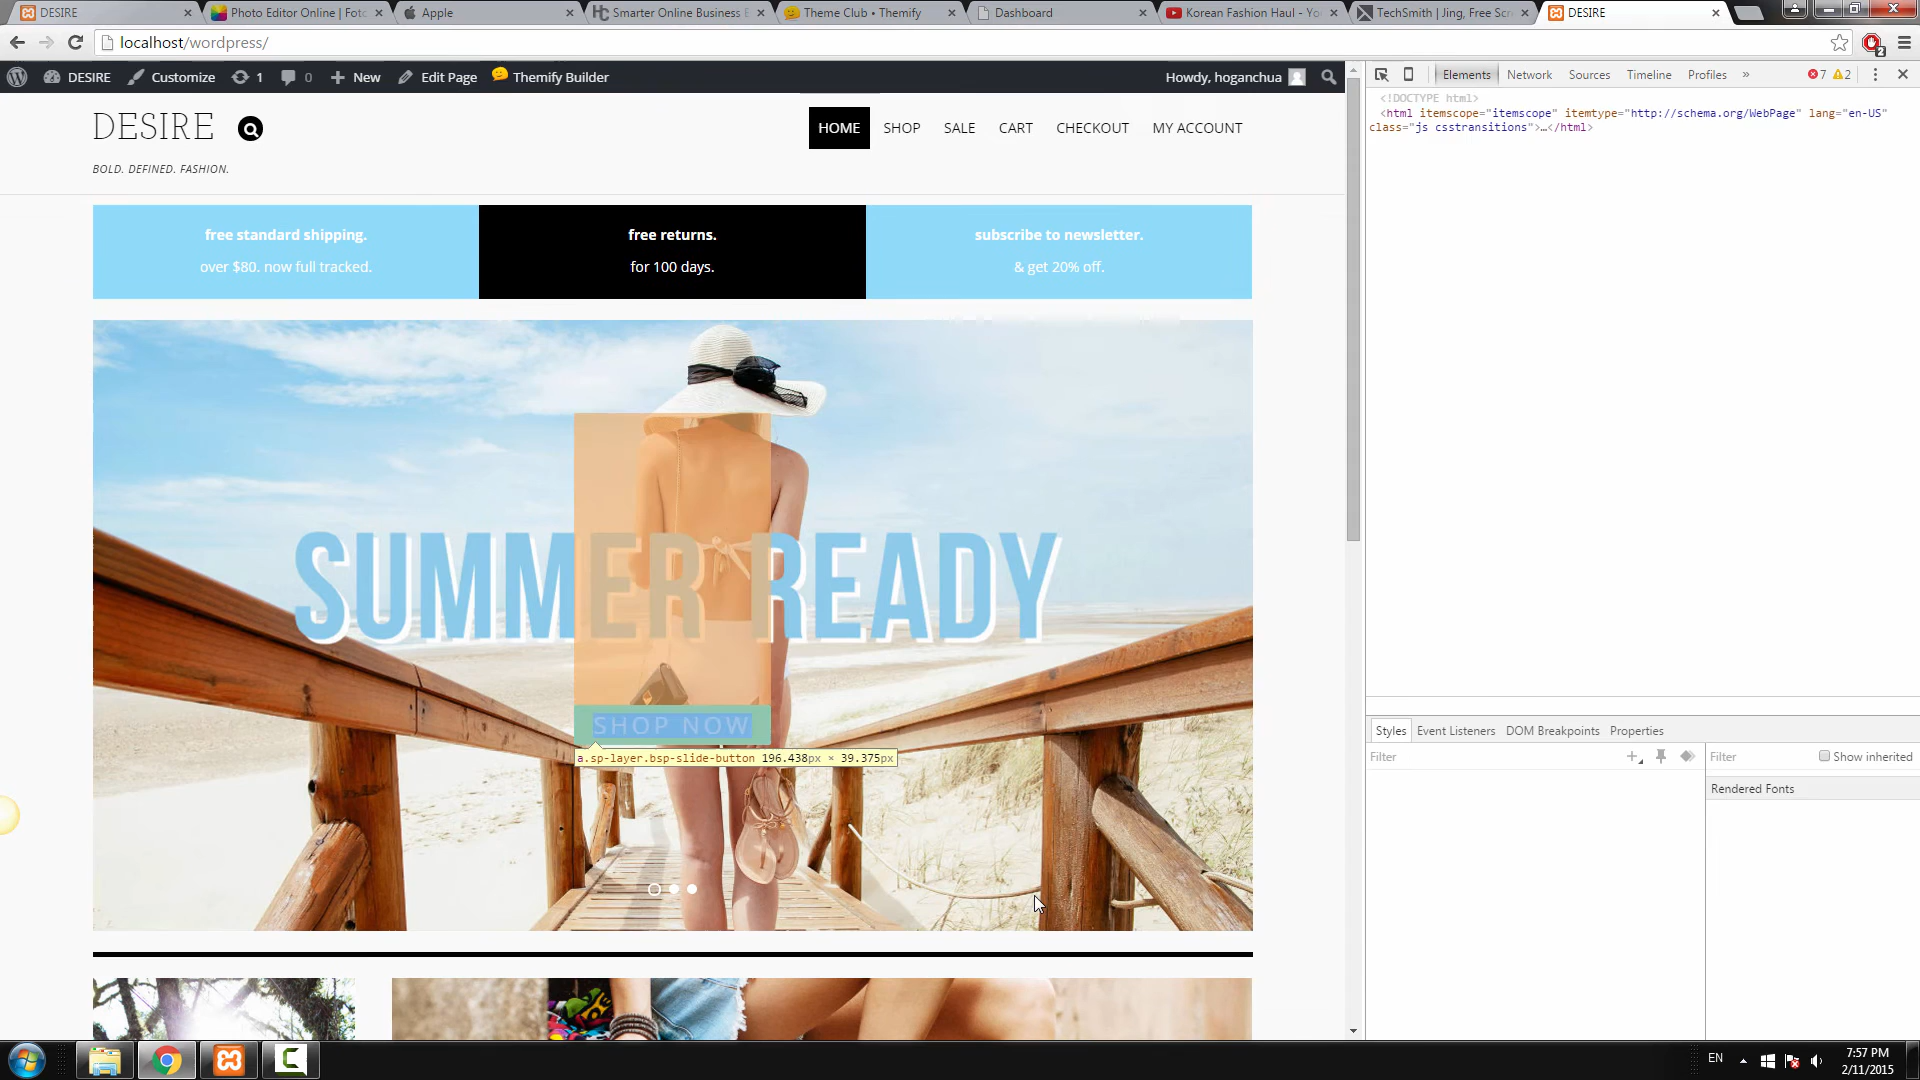 DESIRE
Photo Editor Online | Foto
Apple
Smarter Online Business E
Theme Club • Themify
Dashboard
Korean Fashion Haul - Yo
TechSmith | Jing, Free Scr
DESIRE
localhost/wordpress/
2
DESIRE
Customize
1
0
New
Edit Page
Themify Builder
Howdy, hoganchua
DESIRE
BOLD. DEFINED. FASHION.
HOME
SHOP
SALE
CART
CHECKOUT
MY ACCOUNT
free standard shipping.
over $80. now full tracked.
free returns.
for 100 days.
subscribe to newsletter.
& get 20% off.
SUMMER READY
SHOP NOW
a.sp-layer.bsp-slide-button 196.438px × 39.375px
Elements
Network
Sources
Timeline
Profiles
»
7
2
<!DOCTYPE html>
<html itemscope="itemscope" itemtype="http://schema.org/WebPage" lang="en-US"
class="js csstransitions">…</html>
Styles
Event Listeners
DOM Breakpoints
Properties
Filter
Filter
Show inherited
Rendered Fonts
EN
7:57 PM
2/11/2015